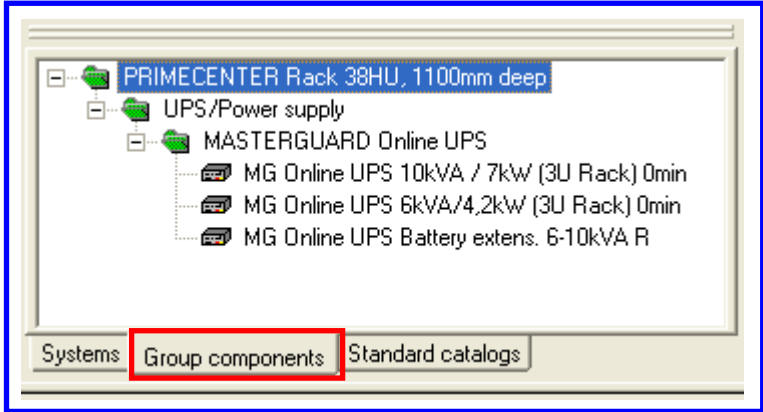 PRIMECENTER Rack 38HU, 1100mm deep
UPS/Power supply
MASTERGUARD Online UPS
MG Online UPS 10kVA / 7kW (3U Rack) 0min
MG Online UPS 6kVA/4,2kW (3U Rack) 0min
MG Online UPS Battery extens. 6-10kVA R
Systems Group components Standard catalogs